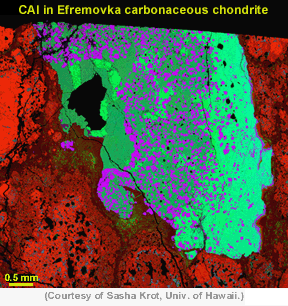 CAI in Efremovka carbonaceous chondrite
0.5 mm
(Courtesy of Sasha Krot, Univ. of Hawaii.)